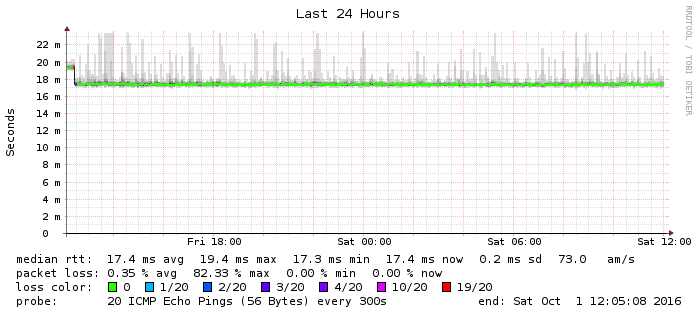 Last 24 Hours
RRDTOOL / TOBI OETIKER
Seconds
22 m
20 m
18 m
16 m
14 m
12 m
10 m
8 m
6 m
4 m
2 m
0
Fri 18:00 Sat 00:00 Sat 06:00 Sat 12:00
median rtt: 17.4 ms avg 19.4 ms max 17.3 ms min 17.4 ms now 0.2 ms sd 73.0 am/s
packet loss: 0.35 % avg 82.33 % max 0.00 % min 0.00 % now
loss color: 0 1/20 2/20 3/20 4/20 10/20 19/20
probe: 20 ICMP Echo Pings (56 Bytes) every 300s end: Sat Oct 1 12:05:08 2016